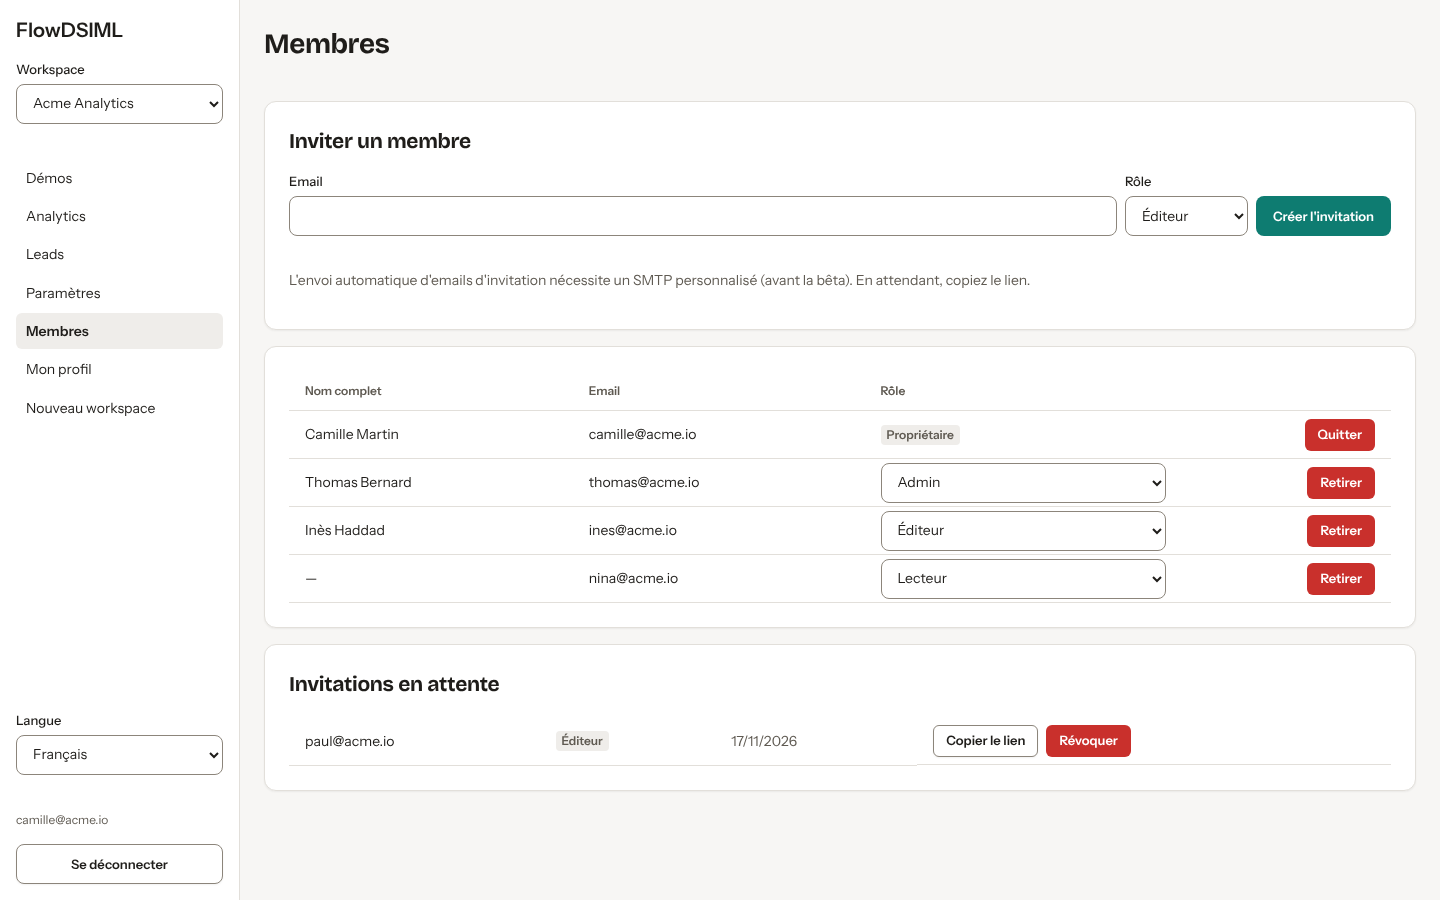 FlowDSIML
Workspace
Acme Analytics
Démos
Analytics
Leads
Paramètres
Membres
Mon profil
Nouveau workspace
Langue
Français
camille@acme.io
Se déconnecter
Membres
Inviter un membre
Email Rôle
Éditeur Créer l'invitation
L'envoi automatique d'emails d'invitation nécessite un SMTP personnalisé (avant la bêta). En attendant, copiez le lien.
Nom complet Email Rôle
Camille Martin camille@acme.io Propriétaire Quitter
Thomas Bernard thomas@acme.io Admin Retirer
Inès Haddad ines@acme.io Éditeur Retirer
— nina@acme.io Lecteur Retirer
Invitations en attente
paul@acme.io Éditeur 17/11/2026 Copier le lien Révoquer